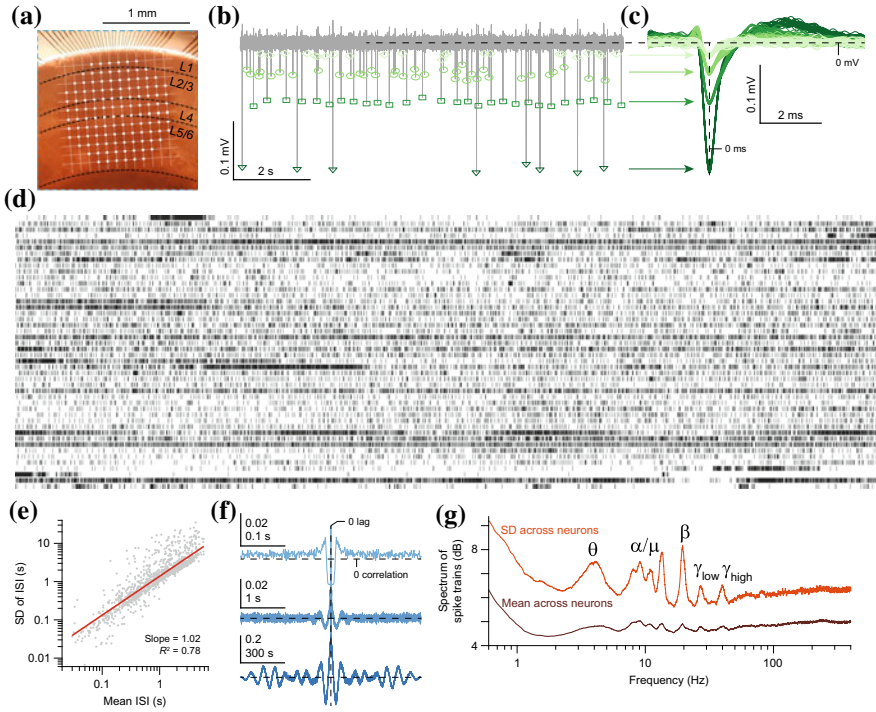 (a)
1 mm
L1
L2/3
L4
L5/6
(b)
0.1 mV
2 s
(c)
0 mV
0.1 mV
2 ms
0 ms
(d)
(e)
SD of ISI (s)
10
1
0.1
0.01
0.1
1
Mean ISI (s)
Slope = 1.02
R² = 0.78
(f)
0.02
0.1 s
0 lag
0 correlation
0.02
1 s
0.2
300 s
(g)
Spectrum of
spike trains (dB)
8
4
SD across neurons
θ
α/μ
β
γlow
γhigh
Mean across neurons
1
10
100
Frequency (Hz)